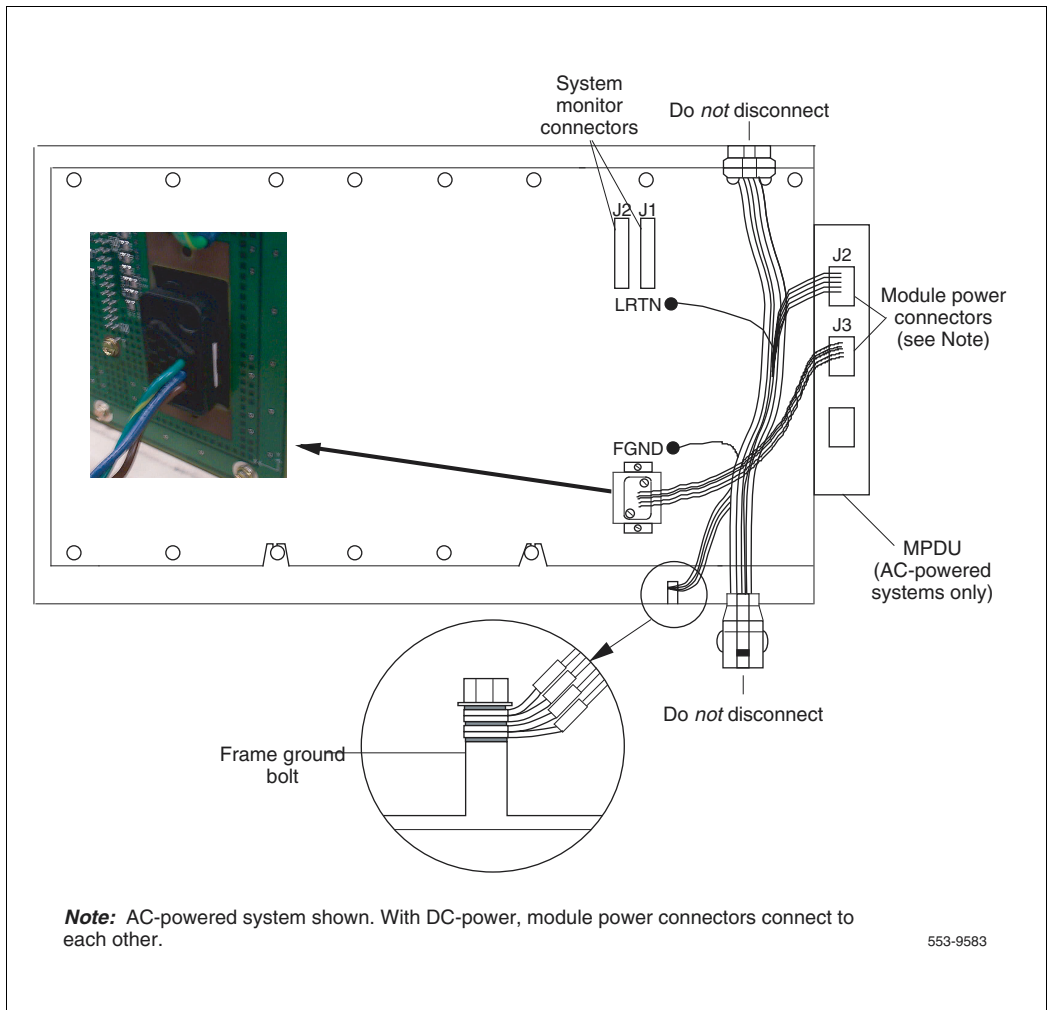 System
monitor
connectors
Do not disconnect
J2 J1
J2
LRTN
Module power
connectors
(see Note)
J3
FGND
MPDU
(AC-powered
systems only)
Do not disconnect
Frame ground
bolt
Note: AC-powered system shown. With DC-power, module power connectors connect to
each other.
553-9583